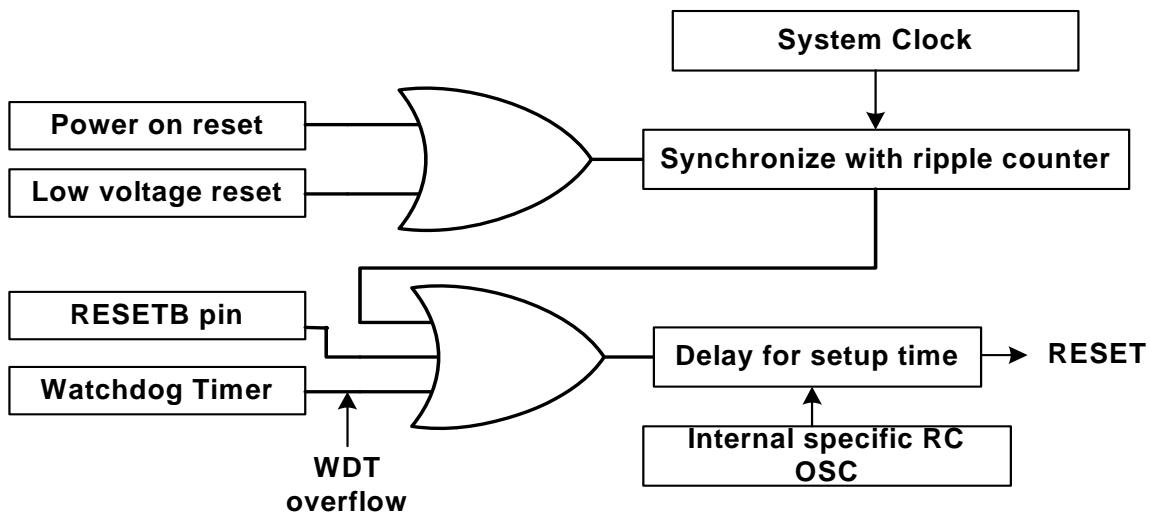 System Clock
Power on reset
Synchronize with ripple counter
Low voltage reset
RESETB pin
Delay for setup time
RESET
Watchdog Timer
Internal specific RC
OSC
WDT
overflow